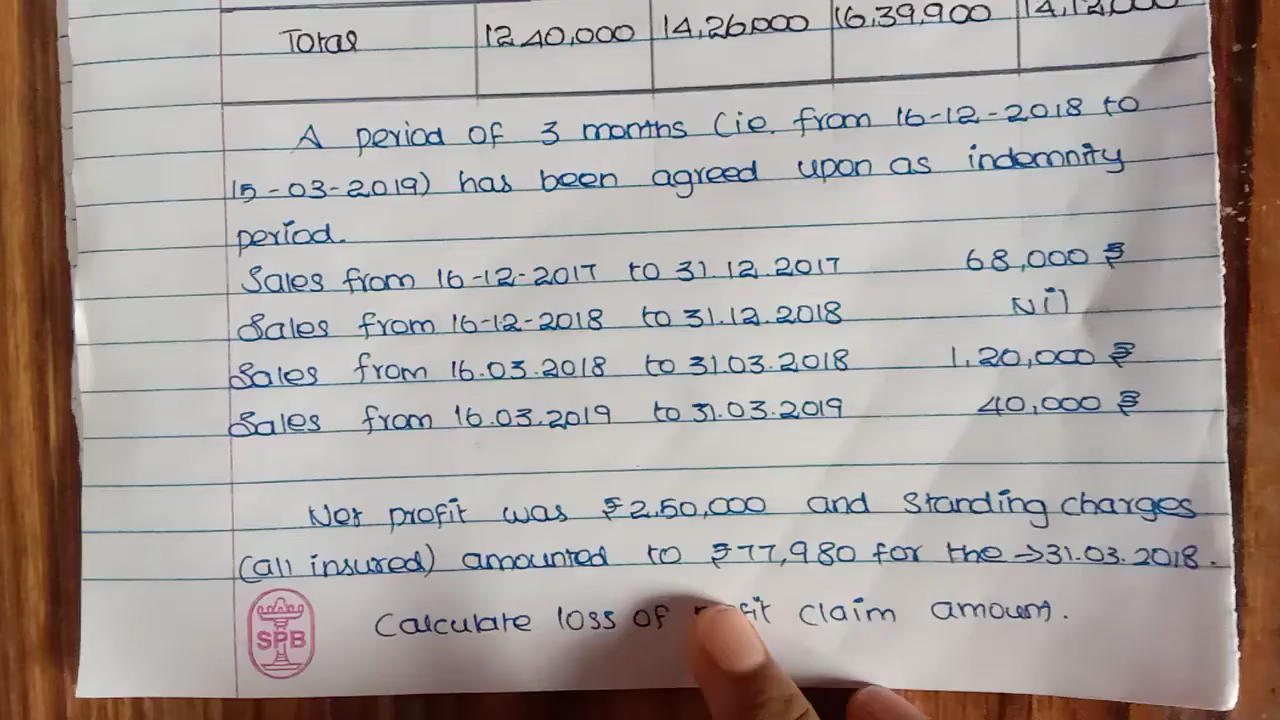 Total 12,40,000 14,26,000 16,39,900 14,12,000
A period of 3 months (ie. from 16-12-2018 to
15-03-2019) has been agreed upon as indemnity
period.
Sales from 16-12-2017 to 31.12.2017 68,000 ₹
Sales from 16-12-2018 to 31.12.2018 Nil
Sales from 16.03.2018 to 31.03.2018 1,20,000 ₹
Sales from 16.03.2019 to 31.03.2019 40,000 ₹
Net profit was ₹2,50,000 and standing charges
(all insured) amounted to ₹77,980 for the →31.03.2018.
SPB
Calculate loss of profit claim amount.